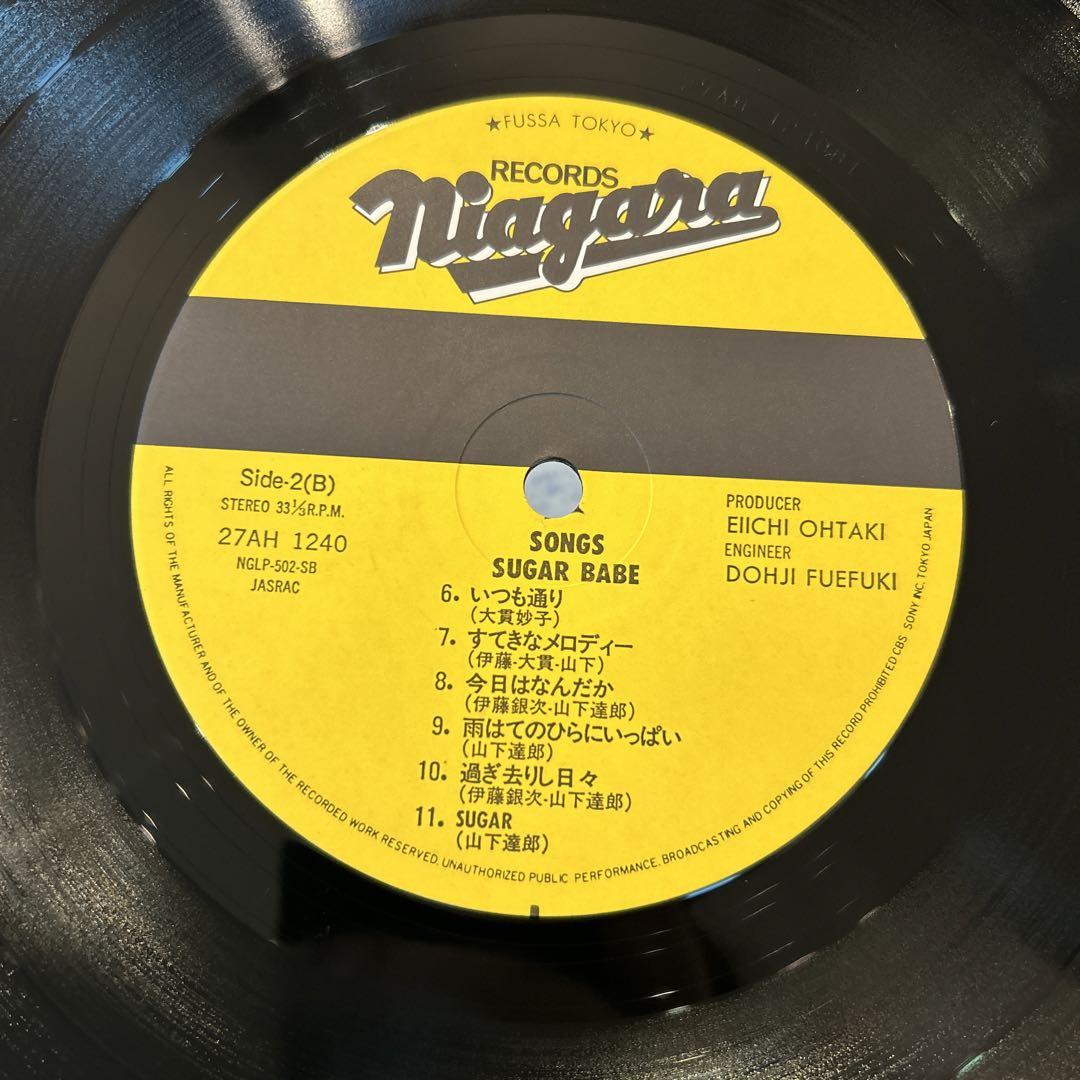 ★FUSSA TOKYO★
RECORDS
Niagara
Side-2(B)
STEREO 33⅓R.P.M.
27AH 1240
NGLP-502-SB
JASRAC
PRODUCER
EIICHI OHTAKI
ENGINEER
DOHJI FUEFUKI
SONGS
SUGAR BABE
6. いつも通り
(大貫妙子)
7. すてきなメロディー
(伊藤-大貫-山下)
8. 今日はなんだか
(伊藤銀次-山下達郎)
9. 雨はてのひらにいっぱい
(山下達郎)
10. 過ぎ去りし日々
(伊藤銀次-山下達郎)
11. SUGAR
(山下達郎)
ALL RIGHTS OF THE MANUFACTURER AND OF THE OWNER OF THE RECORDED WORK RESERVED. UNAUTHORIZED PUBLIC PERFORMANCE. BROADCASTING AND COPYING OF THIS RECORD PROHIBITED CBS SONY INC. TOKYO JAPAN